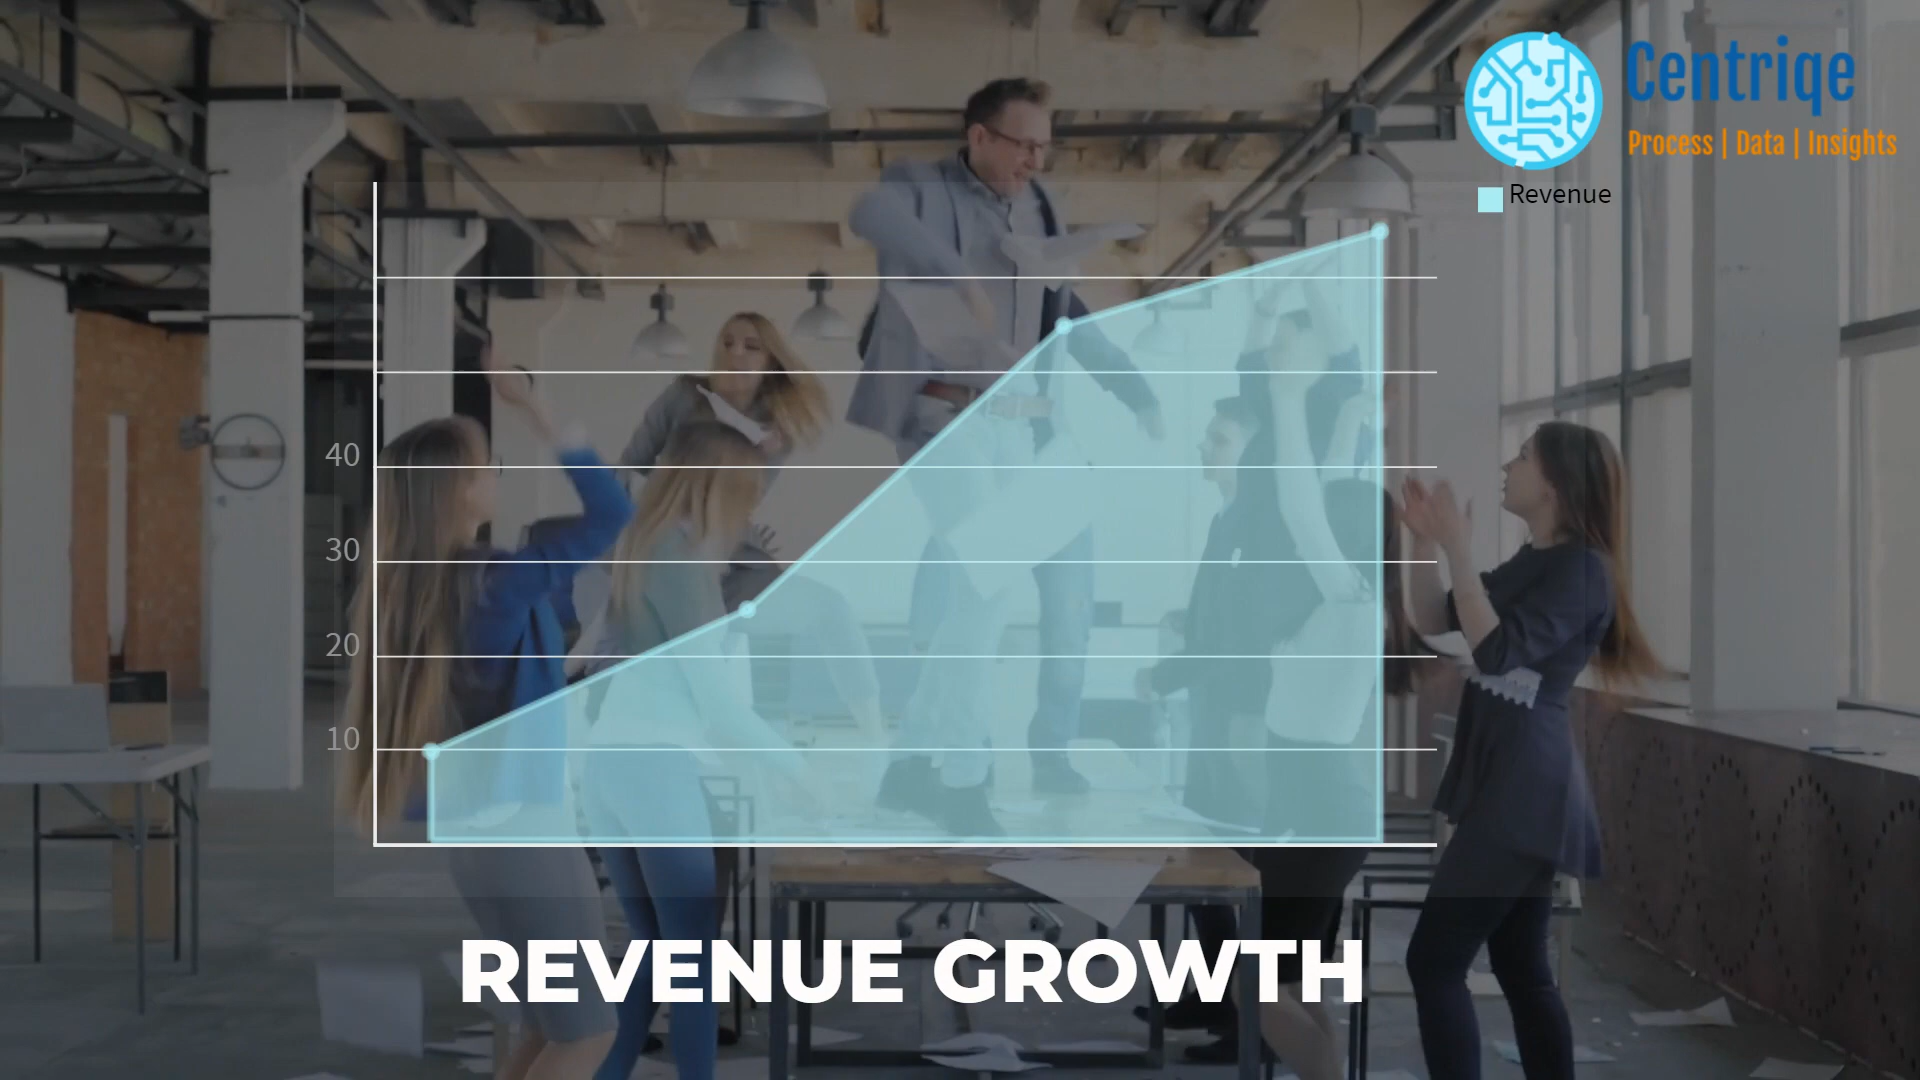 Centriqe
Process | Data | Insights
Revenue
40
30
20
10
REVENUE GROWTH